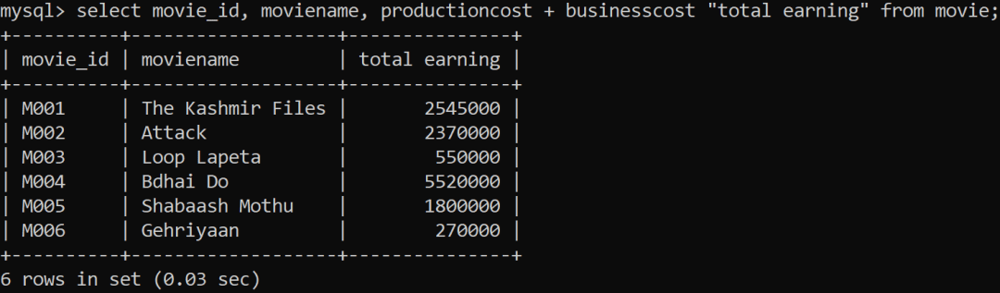 mysql> select movie_id, moviename, productioncost + businesscost "total earning" from movie;
+----------+-------------------+---------------+
| movie_id | moviename         | total earning |
+----------+-------------------+---------------+
| M001     | The Kashmir Files |       2545000 |
| M002     | Attack            |       2370000 |
| M003     | Loop Lapeta       |        550000 |
| M004     | Bdhai Do          |       5520000 |
| M005     | Shabaash Mothu    |       1800000 |
| M006     | Gehriyaan         |        270000 |
+----------+-------------------+---------------+
6 rows in set (0.03 sec)